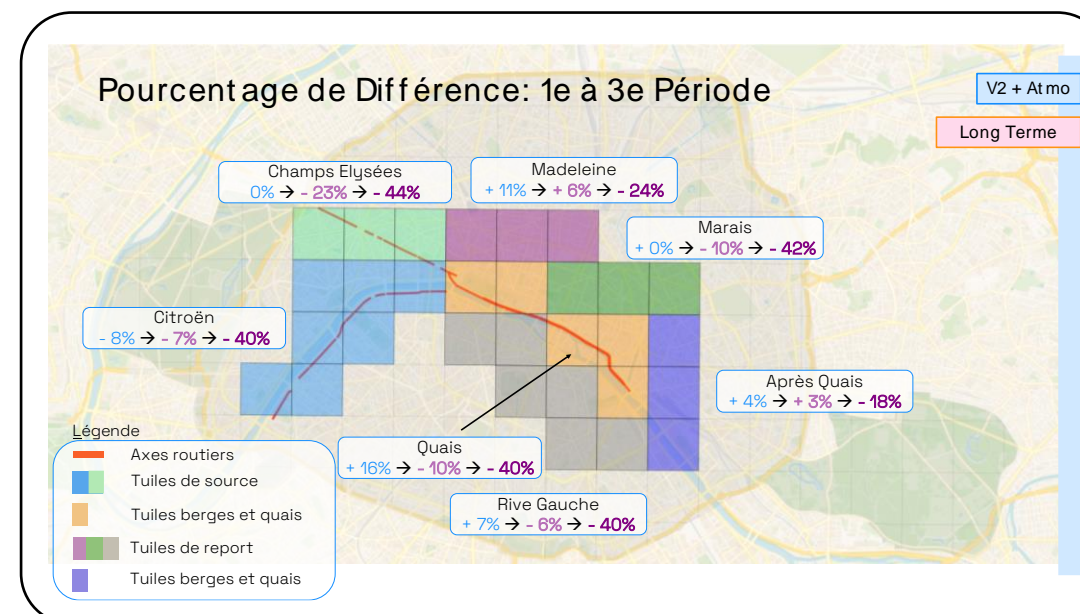 Pourcentage de Différence: 1e à 3e Période
V2 + Atmo
Long Terme
Champs Elysées
0% → - 23% → - 44%
Madeleine
+ 11% → + 6% → - 24%
Marais
+ 0% → - 10% → - 42%
Citroën
- 8% → - 7% → - 40%
Après Quais
+ 4% → + 3% → - 18%
Quais
+ 16% → - 10% → - 40%
Rive Gauche
+ 7% → - 6% → - 40%
Légende
Axes routiers
Tuiles de source
Tuiles berges et quais
Tuiles de report
Tuiles berges et quais